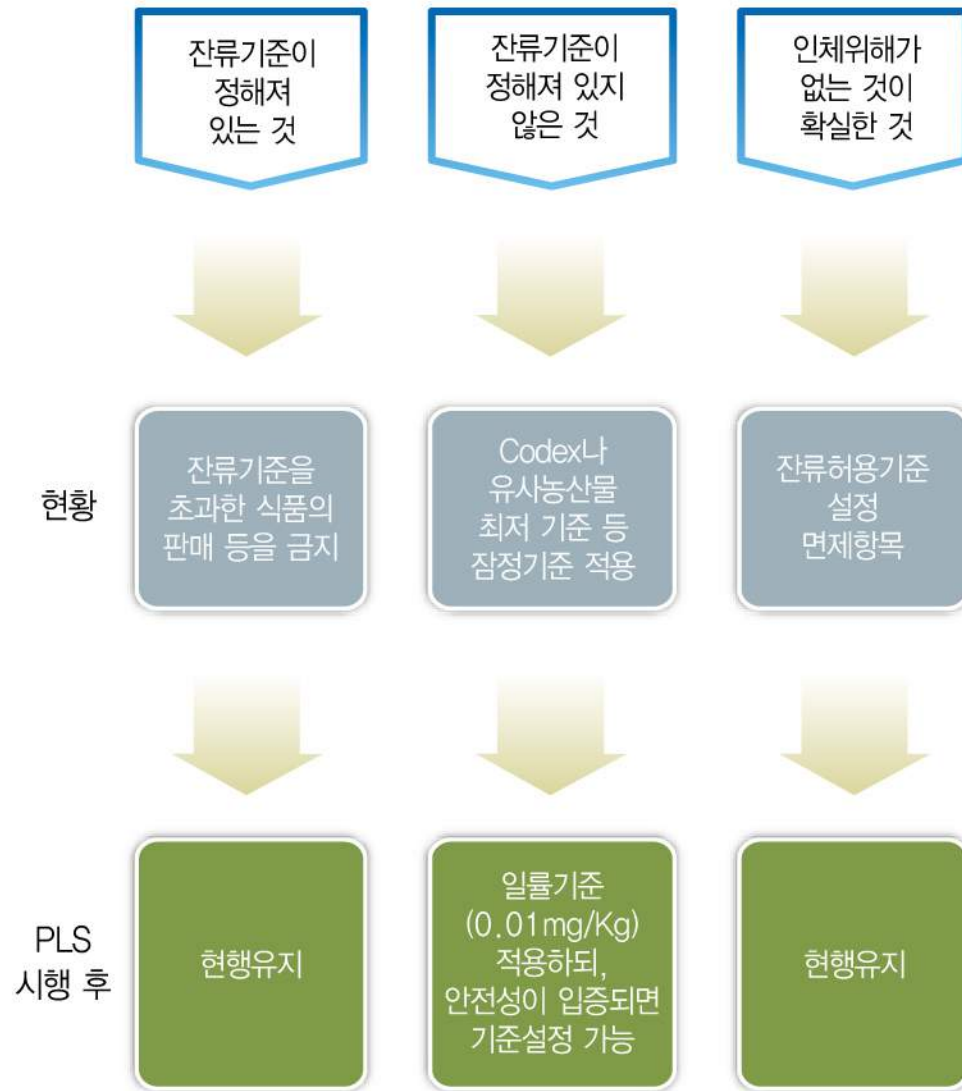 잔류기준이
정해져
있는 것
잔류기준이
정해져 있지
않은 것
인체위해가
없는 것이
확실한 것
현황
잔류기준을
초과한 식품의
판매 등을 금지
Codex나
유사농산물
최저 기준 등
잠정기준 적용
잔류허용기준
설정
면제항목
PLS
시행 후
현행유지
일률기준
(0.01mg/Kg)
적용하되,
안전성이 입증되면
기준설정 가능
현행유지